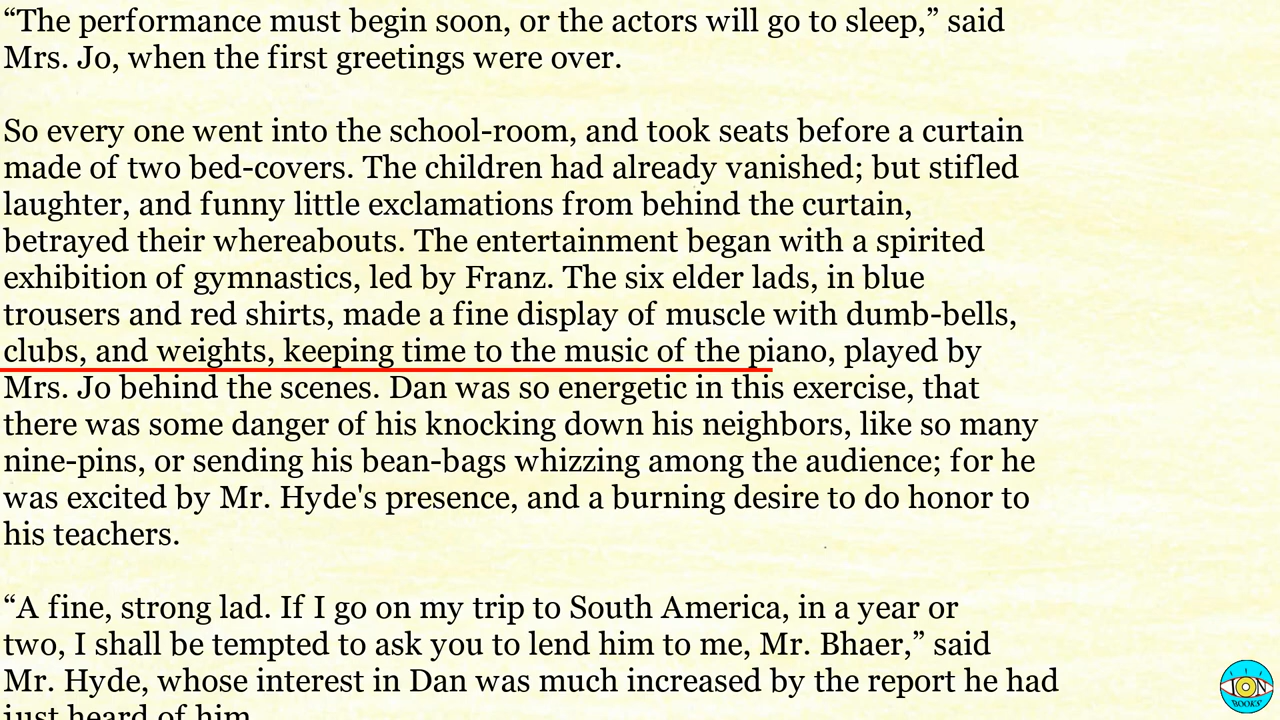 “The performance must begin soon, or the actors will go to sleep,” said
Mrs. Jo, when the first greetings were over.
So every one went into the school-room, and took seats before a curtain
made of two bed-covers. The children had already vanished; but stifled
laughter, and funny little exclamations from behind the curtain,
betrayed their whereabouts. The entertainment began with a spirited
exhibition of gymnastics, led by Franz. The six elder lads, in blue
trousers and red shirts, made a fine display of muscle with dumb-bells,
clubs, and weights, keeping time to the music of the piano, played by
Mrs. Jo behind the scenes. Dan was so energetic in this exercise, that
there was some danger of his knocking down his neighbors, like so many
nine-pins, or sending his bean-bags whizzing among the audience; for he
was excited by Mr. Hyde's presence, and a burning desire to do honor to
his teachers.
“A fine, strong lad. If I go on my trip to South America, in a year or
two, I shall be tempted to ask you to lend him to me, Mr. Bhaer,” said
Mr. Hyde, whose interest in Dan was much increased by the report he had
just heard of him
ION
BOOKS